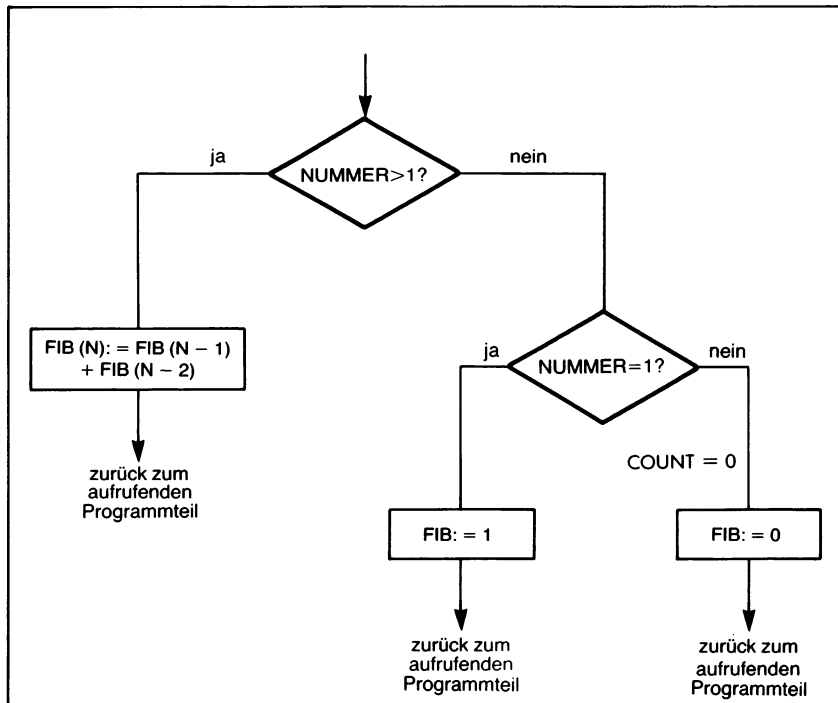 ja
NUMMER>1?
nein
FIB (N): = FIB (N − 1)
+ FIB (N − 2)
zurück zum
aufrufenden
Programmteil
ja
NUMMER=1?
nein
COUNT = 0
FIB: = 1
FIB: = 0
zurück zum
aufrufenden
Programmteil
zurück zum
aufrufenden
Programmteil